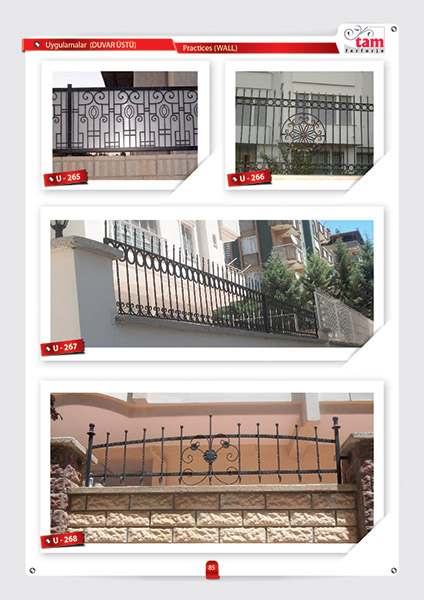 Uygulamalar (DUVAR ÜSTÜ)
Practices (WALL)
tam
ferforje
U - 265
U - 266
U - 267
U - 268
85